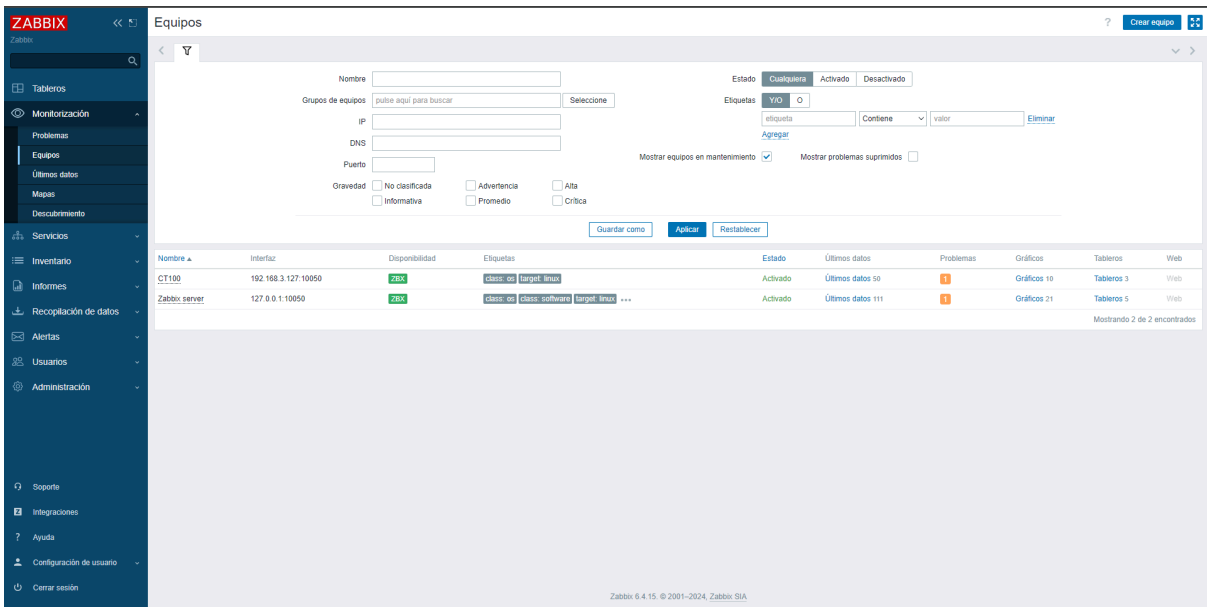 ZABBIX
Zabbix
Tableros
Monitorización
Problemas
Equipos
Últimos datos
Mapas
Descubrimiento
Servicios
Inventario
Informes
Recopilación de datos
Alertas
Usuarios
Administración
Soporte
Integraciones
Ayuda
Configuración de usuario
Cerrar sesión
Equipos
? Crear equipo
Nombre
Grupos de equipos pulse aquí para buscar Seleccione
IP
DNS
Puerto
Gravedad No clasificada Advertencia Alta
Informativa Promedio Crítica
Estado Cualquiera Activado Desactivado
Etiquetas Y/O O
etiqueta Contiene valor Eliminar
Agregar
Mostrar equipos en mantenimiento Mostrar problemas suprimidos
Guardar como Aplicar Restablecer
Nombre Interfaz Disponibilidad Etiquetas Estado Últimos datos Problemas Gráficos Tableros Web
CT100 192.168.3.127:10050 ZBX class: os target: linux Activado Últimos datos 50 1 Gráficos 10 Tableros 3 Web
Zabbix server 127.0.0.1:10050 ZBX class: os class: software target: linux ••• Activado Últimos datos 111 1 Gráficos 21 Tableros 5 Web
Mostrando 2 de 2 encontrados
Zabbix 6.4.15. © 2001–2024, Zabbix SIA